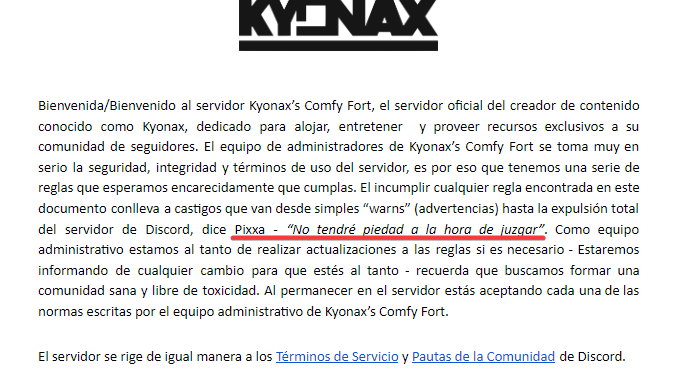 KYONAX
Bienvenida/Bienvenido al servidor Kyonax’s Comfy Fort, el servidor oficial del creador de contenido
conocido como Kyonax, dedicado para alojar, entretener y proveer recursos exclusivos a su
comunidad de seguidores. El equipo de administradores de Kyonax’s Comfy Fort se toma muy en
serio la seguridad, integridad y términos de uso del servidor, es por eso que tenemos una serie de
reglas que esperamos encarecidamente que cumplas. El incumplir cualquier regla encontrada en este
documento conlleva a castigos que van desde simples “warns” (advertencias) hasta la expulsión total
del servidor de Discord, dice Pixxa - “No tendré piedad a la hora de juzgar”. Como equipo
administrativo estamos al tanto de realizar actualizaciones a las reglas si es necesario - Estaremos
informando de cualquier cambio para que estés al tanto - recuerda que buscamos formar una
comunidad sana y libre de toxicidad. Al permanecer en el servidor estás aceptando cada una de las
normas escritas por el equipo administrativo de Kyonax’s Comfy Fort.
El servidor se rige de igual manera a los Términos de Servicio y Pautas de la Comunidad de Discord.